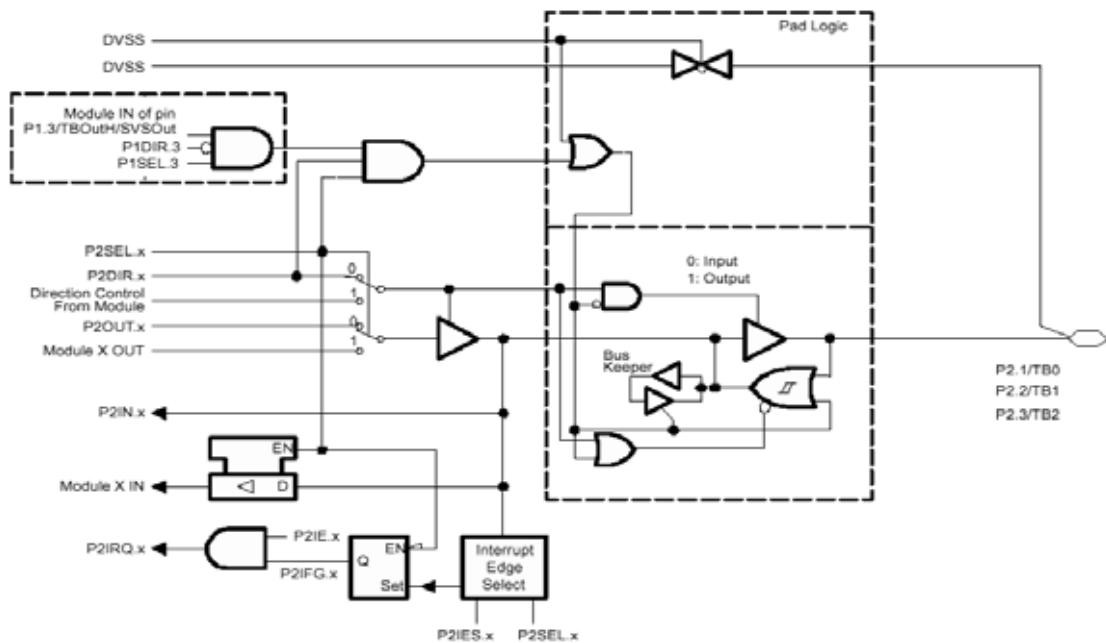 Pad Logic
DVSS
DVSS
Module IN of pin
P1.3/TBOutH/SVSOut
P1DIR.3
P1SEL.3
P2SEL.x
0
P2DIR.x
1
Direction Control
From Module
0
P2OUT.x
1
Module X OUT
0: Input
1: Output
Bus
Keeper
P2.1/TB0
P2.2/TB1
P2.3/TB2
P2IN.x
EN
Module X IN
D
P2IE.x
P2IRQ.x
P2IFG.x
Q
EN
Set
Interrupt
Edge
Select
P2IES.x
P2SEL.x